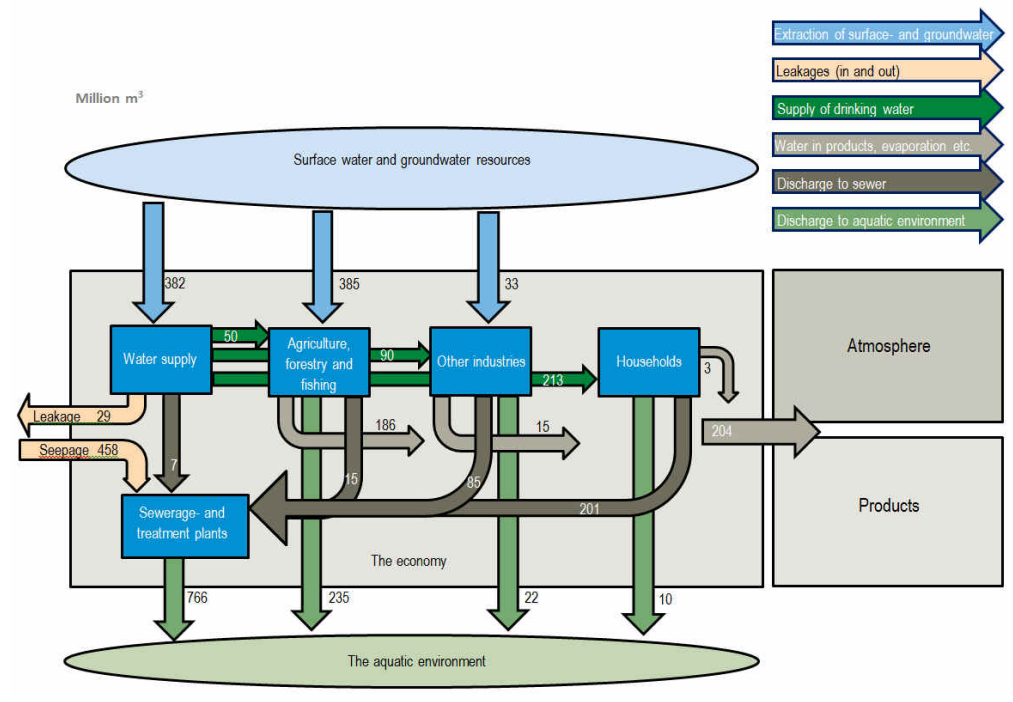 Extraction of surface- and groundwater
Leakages (in and out)
Million m³
Supply of drinking water
Water in products, evaporation etc.
Surface water and groundwater resources
Discharge to sewer
Discharge to aquatic environment
382
385
33
50
Water supply
Agriculture,
forestry and
fishing
90
Other industries
213
Households
3
Atmosphere
Leakage 29
186
15
204
Seepage 458
7
15
85
201
Sewerage- and
treatment plants
Products
The economy
766
235
22
10
The aquatic environment